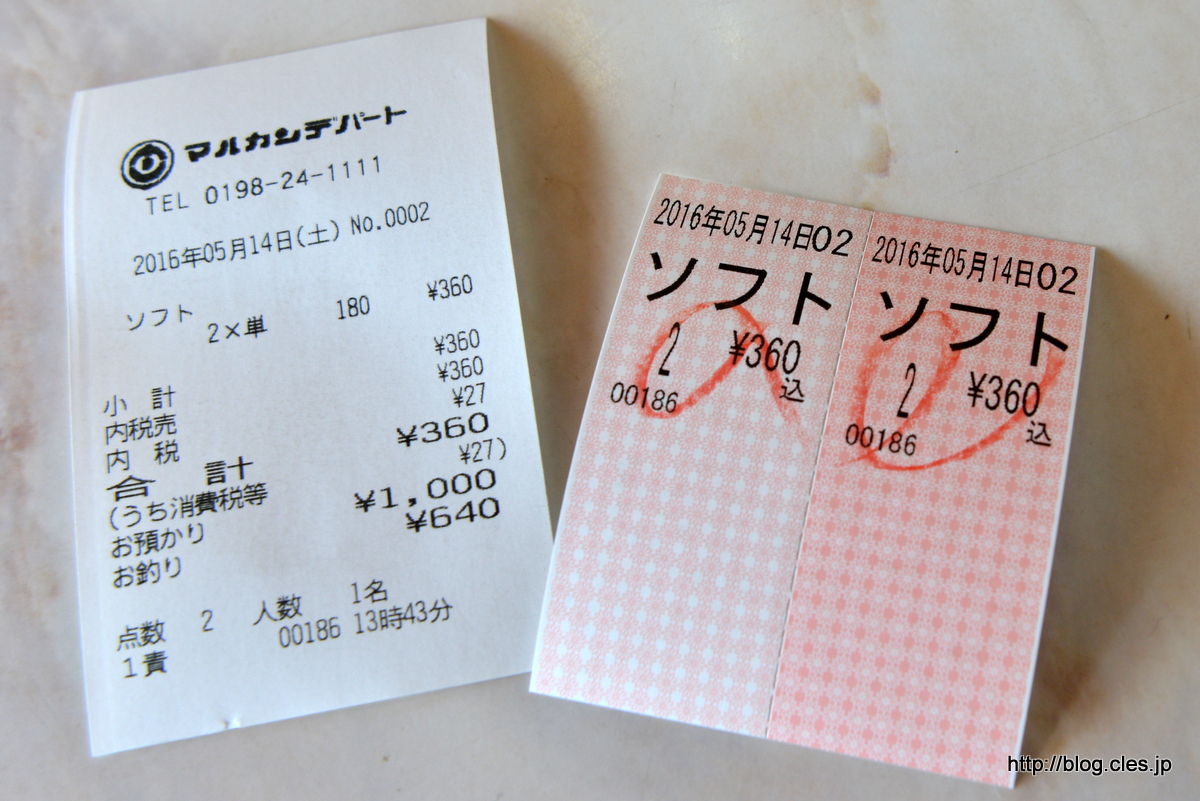 マルカンデパート
TEL 0198-24-1111
2016年05月14日(土) No.0002
ソフト
2×単 180 ¥360
小 計 ¥360
内税売 ¥360
内 税 ¥27
合 計 ¥360
(うち消費税等 ¥27)
お預かり ¥1,000
お釣り ¥640
点数 2 人数 1名
1責 00186 13時43分
2016年05月14日02
ソフト
2 ¥360
込
00186
2016年05月14日02
ソフト
2 ¥360
込
00186
http://blog.cles.jp